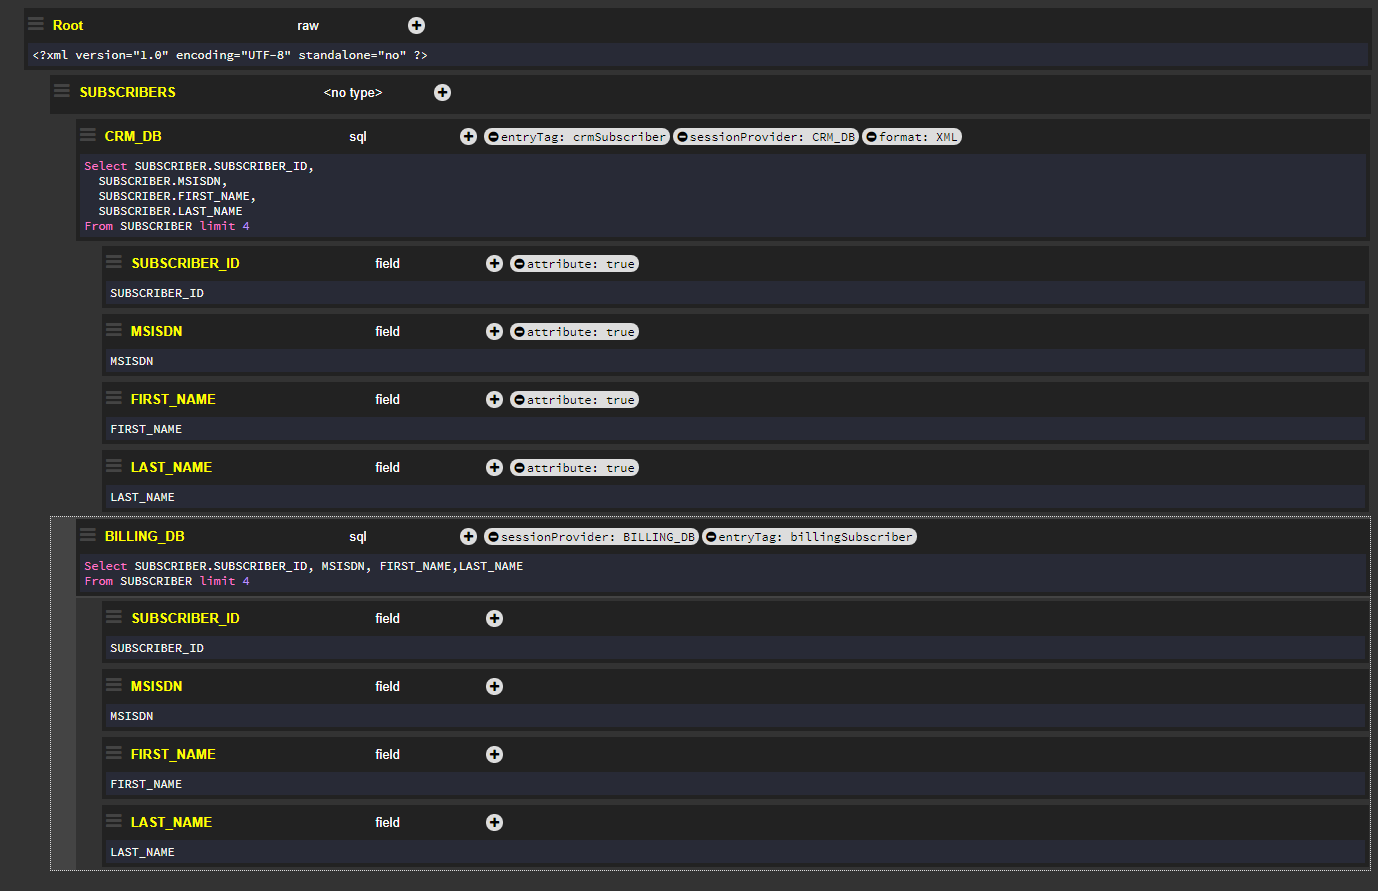 Root raw
<?xml version="1.0" encoding="UTF-8" standalone="no" ?>
SUBSCRIBERS <no type>
CRM_DB sql entryTag: crmSubscriber sessionProvider: CRM_DB format: XML
Select SUBSCRIBER.SUBSCRIBER_ID,
SUBSCRIBER.MSISDN,
SUBSCRIBER.FIRST_NAME,
SUBSCRIBER.LAST_NAME
From SUBSCRIBER limit 4
SUBSCRIBER_ID field attribute: true
SUBSCRIBER_ID
MSISDN field attribute: true
MSISDN
FIRST_NAME field attribute: true
FIRST_NAME
LAST_NAME field attribute: true
LAST_NAME
BILLING_DB sql sessionProvider: BILLING_DB entryTag: billingSubscriber
Select SUBSCRIBER.SUBSCRIBER_ID, MSISDN, FIRST_NAME,LAST_NAME
From SUBSCRIBER limit 4
SUBSCRIBER_ID field
SUBSCRIBER_ID
MSISDN field
MSISDN
FIRST_NAME field
FIRST_NAME
LAST_NAME field
LAST_NAME